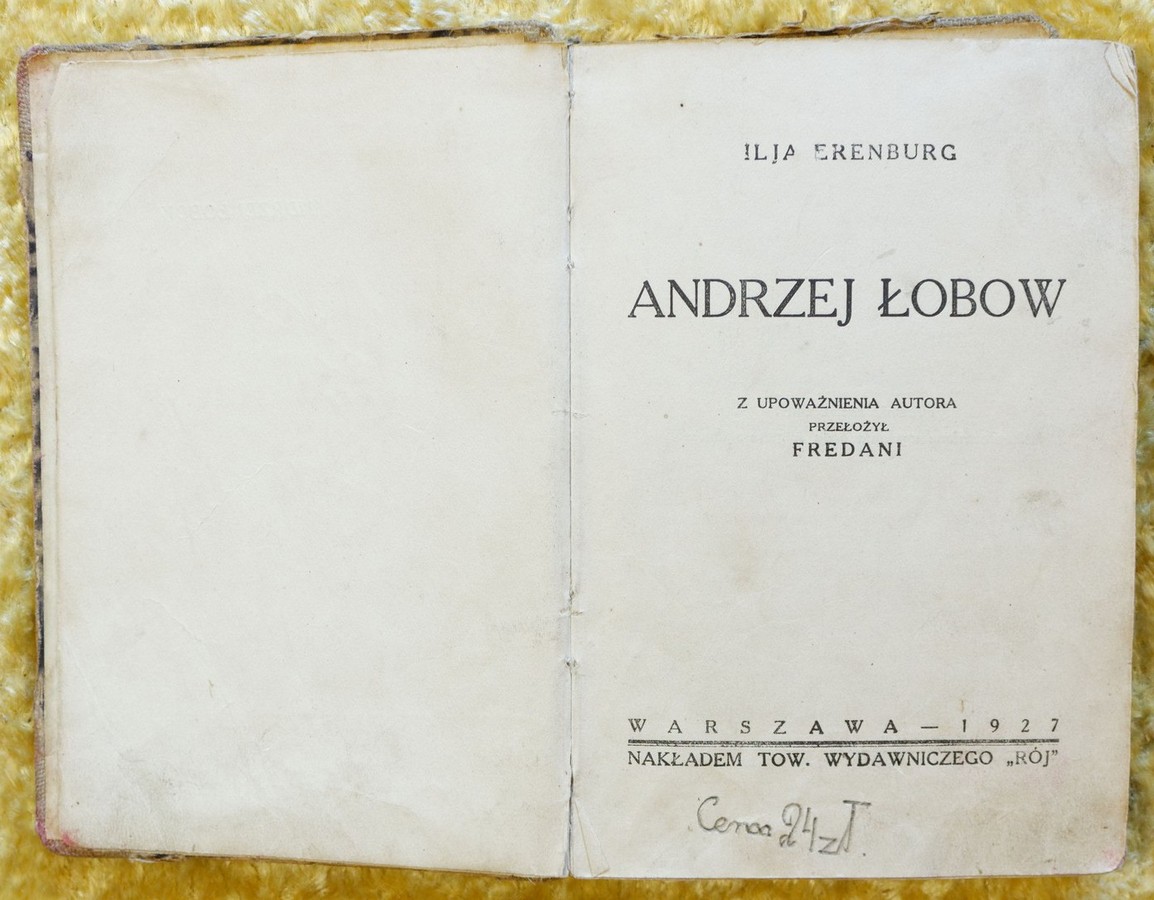 ILJA ERENBURG
ANDRZEJ ŁOBOW
Z UPOWAŻNIENIA AUTORA
PRZEŁOŻYŁ
FREDANI
WARSZAWA — 1927
NAKŁADEM TOW. WYDAWNICZEGO „RÓJ”
Cena 24 zł